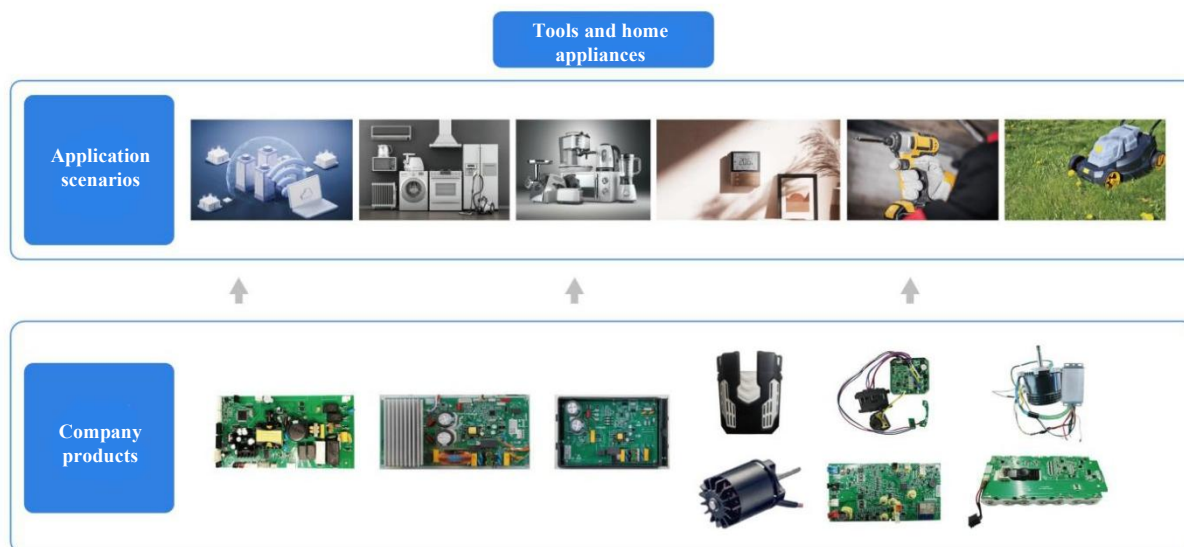 Tools and home
appliances
Application
scenarios
Company
products